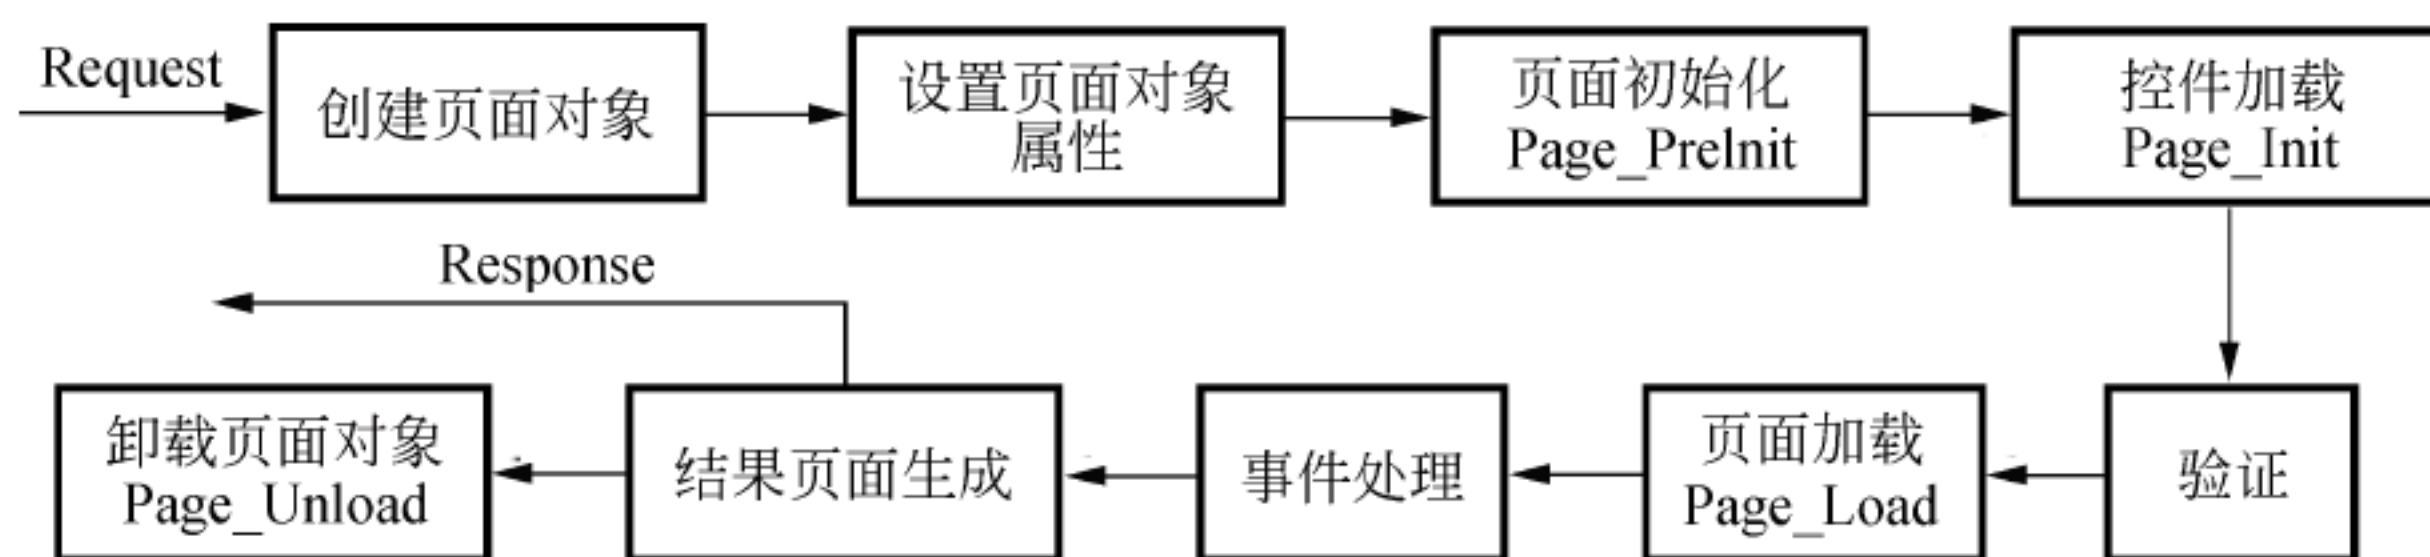 Request
创建页面对象
设置页面对象
属性
页面初始化
Page_PreInit
控件加载
Page_Init
Response
卸载页面对象
Page_Unload
结果页面生成
事件处理
页面加载
Page_Load
验证